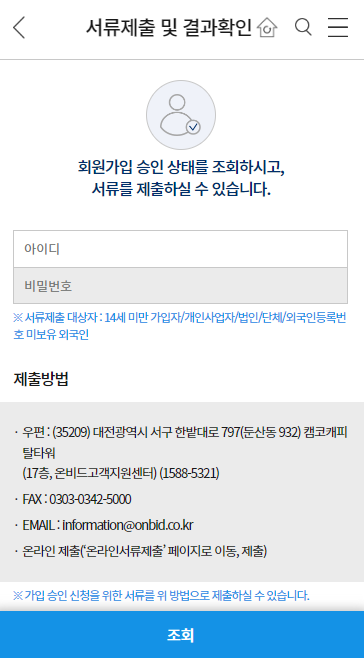 서류제출 및 결과확인
회원가입 승인 상태를 조회하시고,
서류를 제출하실 수 있습니다.
아이디
비밀번호
※ 서류제출 대상자 : 14세 미만 가입자/개인사업자/법인/단체/외국인등록번
호 미보유 외국인
제출방법
· 우편 : (35209) 대전광역시 서구 한밭대로 797(둔산동 932) 캠코캐피
탈타워
(17층, 온비드고객지원센터) (1588-5321)
· FAX : 0303-0342-5000
· EMAIL : information@onbid.co.kr
· 온라인 제출(‘온라인서류제출’ 페이지로 이동, 제출)
※ 가입 승인 신청을 위한 서류를 위 방법으로 제출하실 수 있습니다.
조회